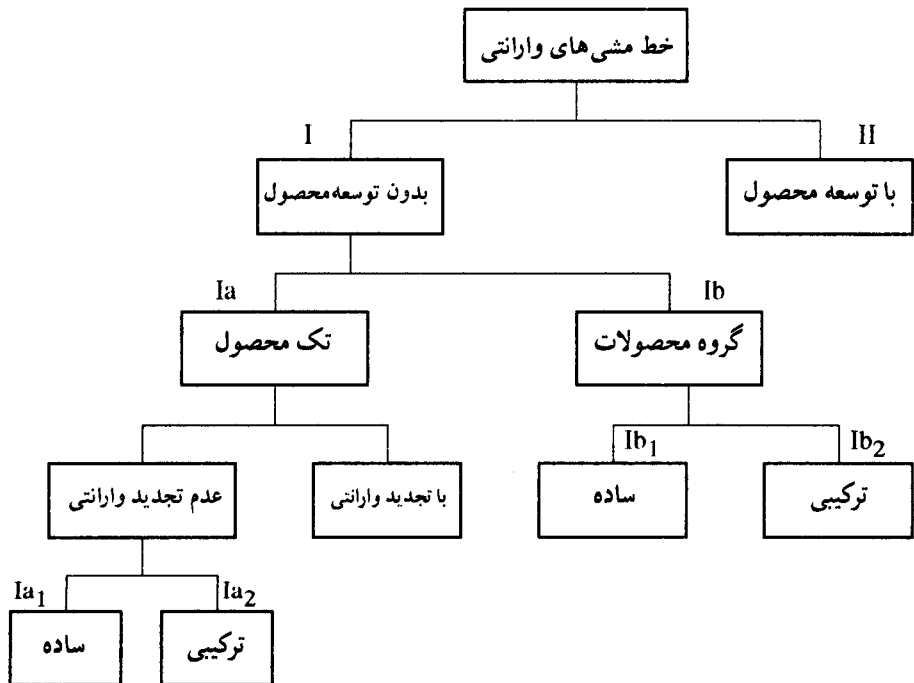 خط مشی‌های وارانتی
I
II
بدون توسعه محصول
با توسعه محصول
Ia
Ib
تک محصول
گروه محصولات
Ib1
Ib2
عدم تجدید وارانتی
با تجدید وارانتی
ساده
ترکیبی
Ia1
Ia2
ساده
ترکیبی